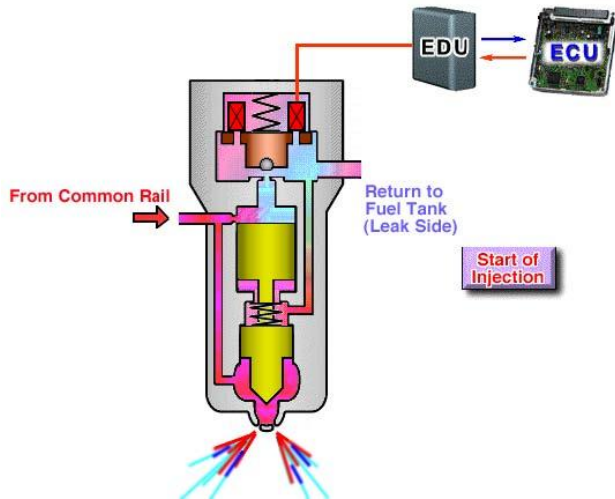 EDU
ECU
From Common Rail
Return to
Fuel Tank
(Leak Side)
Start of
Injection